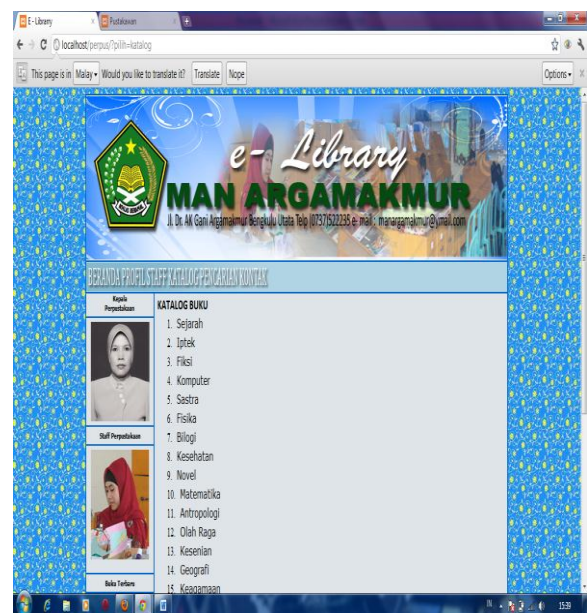 E - Library
Pustakawan
localhost/perpus/?pilih=katalog
This page is in Malay Would you like to translate it? Translate Nope Options
e - Library
MAN ARGAMAKMUR
Jl. Dr. AK Gani Argamakmur Bengkulu Utata Telp (0737)522235 e- mail : manargamakmur@ymail.com
BERANDA PROFIL STAFF KATALOG PENCARIAN KONTAK
Kepala
Perpustakaan
KATALOG BUKU
1. Sejarah
2. Iptek
3. Fiksi
4. Komputer
5. Sastra
6. Fisika
Staff Perpustakaan
7. Bilogi
8. Kesehatan
9. Novel
10. Matematika
11. Antropologi
12. Olah Raga
13. Kesenian
14. Geografi
Buku Terbaru
15. Keagamaan
IN
15:39